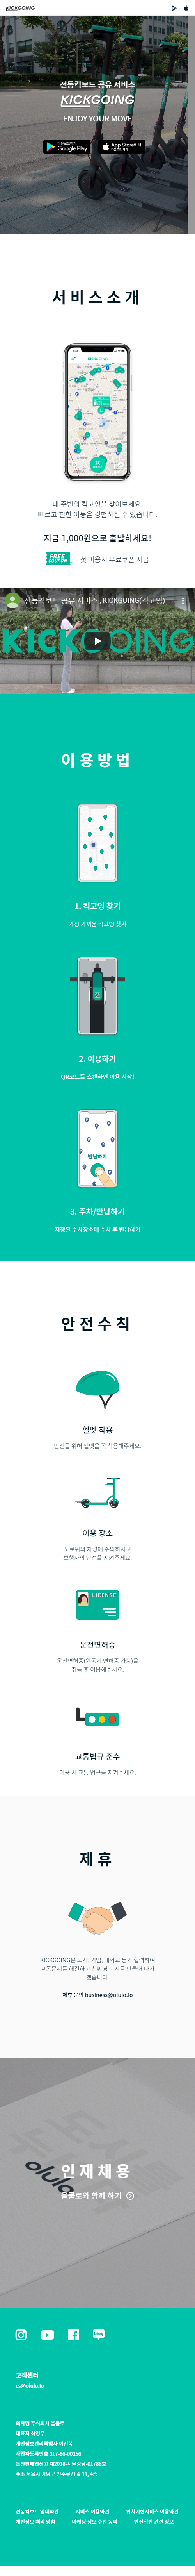 KICKGOING
전동킥보드 공유 서비스
KICKGOING
ENJOY YOUR MOVE
다운로드하기
Google Play
App Store에서
다운로드 하기
서비스소개
내 주변의 킥고잉을 찾아보세요.
빠르고 편한 이동을 경험하실 수 있습니다.
지금 1,000원으로 출발하세요!
FREE
COUPON
첫 이용시 무료쿠폰 지급
전동킥보드 공유 서비스, KICKGOING(킥고잉)
KICKGOING
이용방법
1. 킥고잉 찾기
가장 가까운 킥고잉 찾기
2. 이용하기
QR코드를 스캔하면 이용 시작!
반납하기
3. 주차/반납하기
지정된 주차장소에 주차 후 반납하기
안전수칙
헬멧 착용
안전을 위해 헬멧을 꼭 착용해주세요.
이용 장소
도로위의 차량에 주의하시고
보행자의 안전을 지켜주세요.
LICENSE
운전면허증
운전면허증(원동기 면허증 가능)을
취득 후 이용해주세요.
교통법규 준수
이용 시 교통 법규를 지켜주세요.
제휴
KICKGOING은 도시, 기업, 대학교 등과 협력하여
교통문제를 해결하고 친환경 도시를 만들어 나가
겠습니다.
제휴 문의 business@olulo.io
olulo
인재채용
올룰로와 함께 하기
blog
고객센터
cs@olulo.io
회사명 주식회사 올룰로
대표자 최영우
개인정보관리책임자 이진복
사업자등록번호 317-86-00256
통신판매업신고 제2018-서울강남-01788호
주소 서울시 강남구 언주로71길 11, 4층
전동킥보드 임대약관 서비스 이용약관 위치기반서비스 이용약관
개인정보 처리 방침 마케팅 정보 수신 동의 안전확인 관련 정보